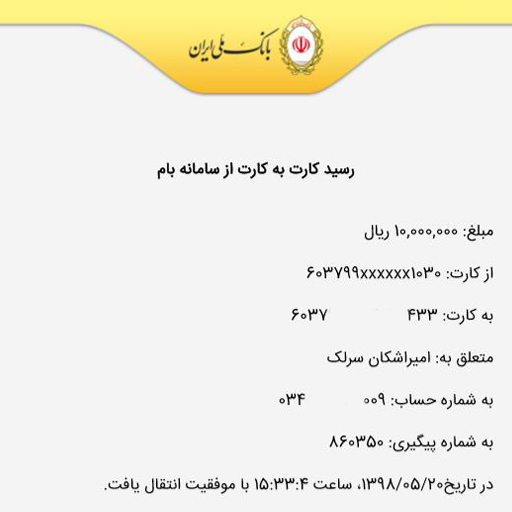 بانک ملی ایران
رسید کارت به کارت از سامانه بام
مبلغ: ۱۰,۰۰۰,۰۰۰ ریال
از کارت: ۶۰۳۷۹۹xxxxxx۱۰۳۰
به کارت: ۴۳۳ ۶۰۳۷
متعلق به: امیراشکان سرلک
به شماره حساب: ۰۰۹ ۰۳۴
به شماره پیگیری: ۸۶۰۳۵۰
در تاریخ۱۳۹۸/۰۵/۲۰، ساعت ۱۵:۳۳:۴ با موفقیت انتقال یافت.